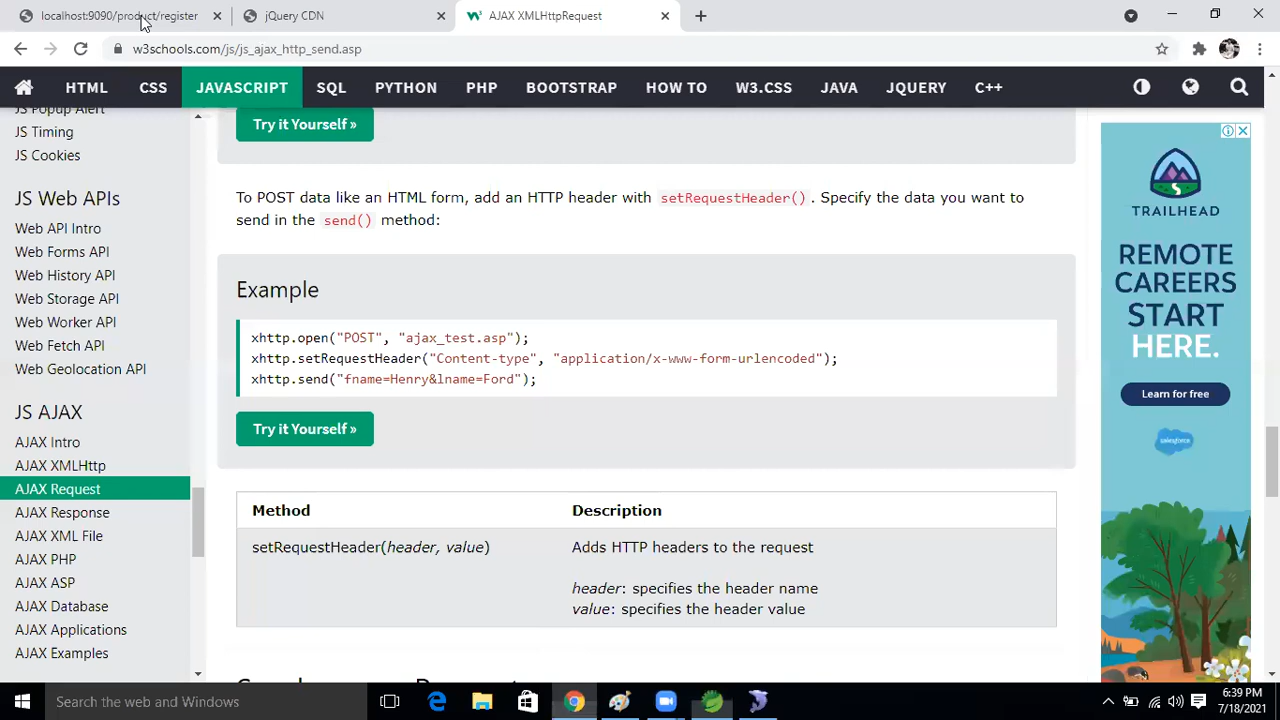 localhost:9090/product/register
jQuery CDN
AJAX XMLHttpRequest
w3schools.com/js/js_ajax_http_send.asp
HTML CSS JAVASCRIPT SQL PYTHON PHP BOOTSTRAP HOW TO W3.CSS JAVA JQUERY C++
JS Popup Alert
JS Timing
JS Cookies
JS Web APIs
Web API Intro
Web Forms API
Web History API
Web Storage API
Web Worker API
Web Fetch API
Web Geolocation API
JS AJAX
AJAX Intro
AJAX XMLHttp
AJAX Request
AJAX Response
AJAX XML File
AJAX PHP
AJAX ASP
AJAX Database
AJAX Applications
AJAX Examples
Try it Yourself »
To POST data like an HTML form, add an HTTP header with setRequestHeader() . Specify the data you want to
send in the send() method:
Example
xhttp.open("POST", "ajax_test.asp");
xhttp.setRequestHeader("Content-type", "application/x-www-form-urlencoded");
xhttp.send("fname=Henry&lname=Ford");
Try it Yourself »
Method Description
setRequestHeader(header, value) Adds HTTP headers to the request
header: specifies the header name
value: specifies the header value
TRAILHEAD
REMOTE
CAREERS
START
HERE.
Learn for free
salesforce
Search the web and Windows
6:39 PM
7/18/2021